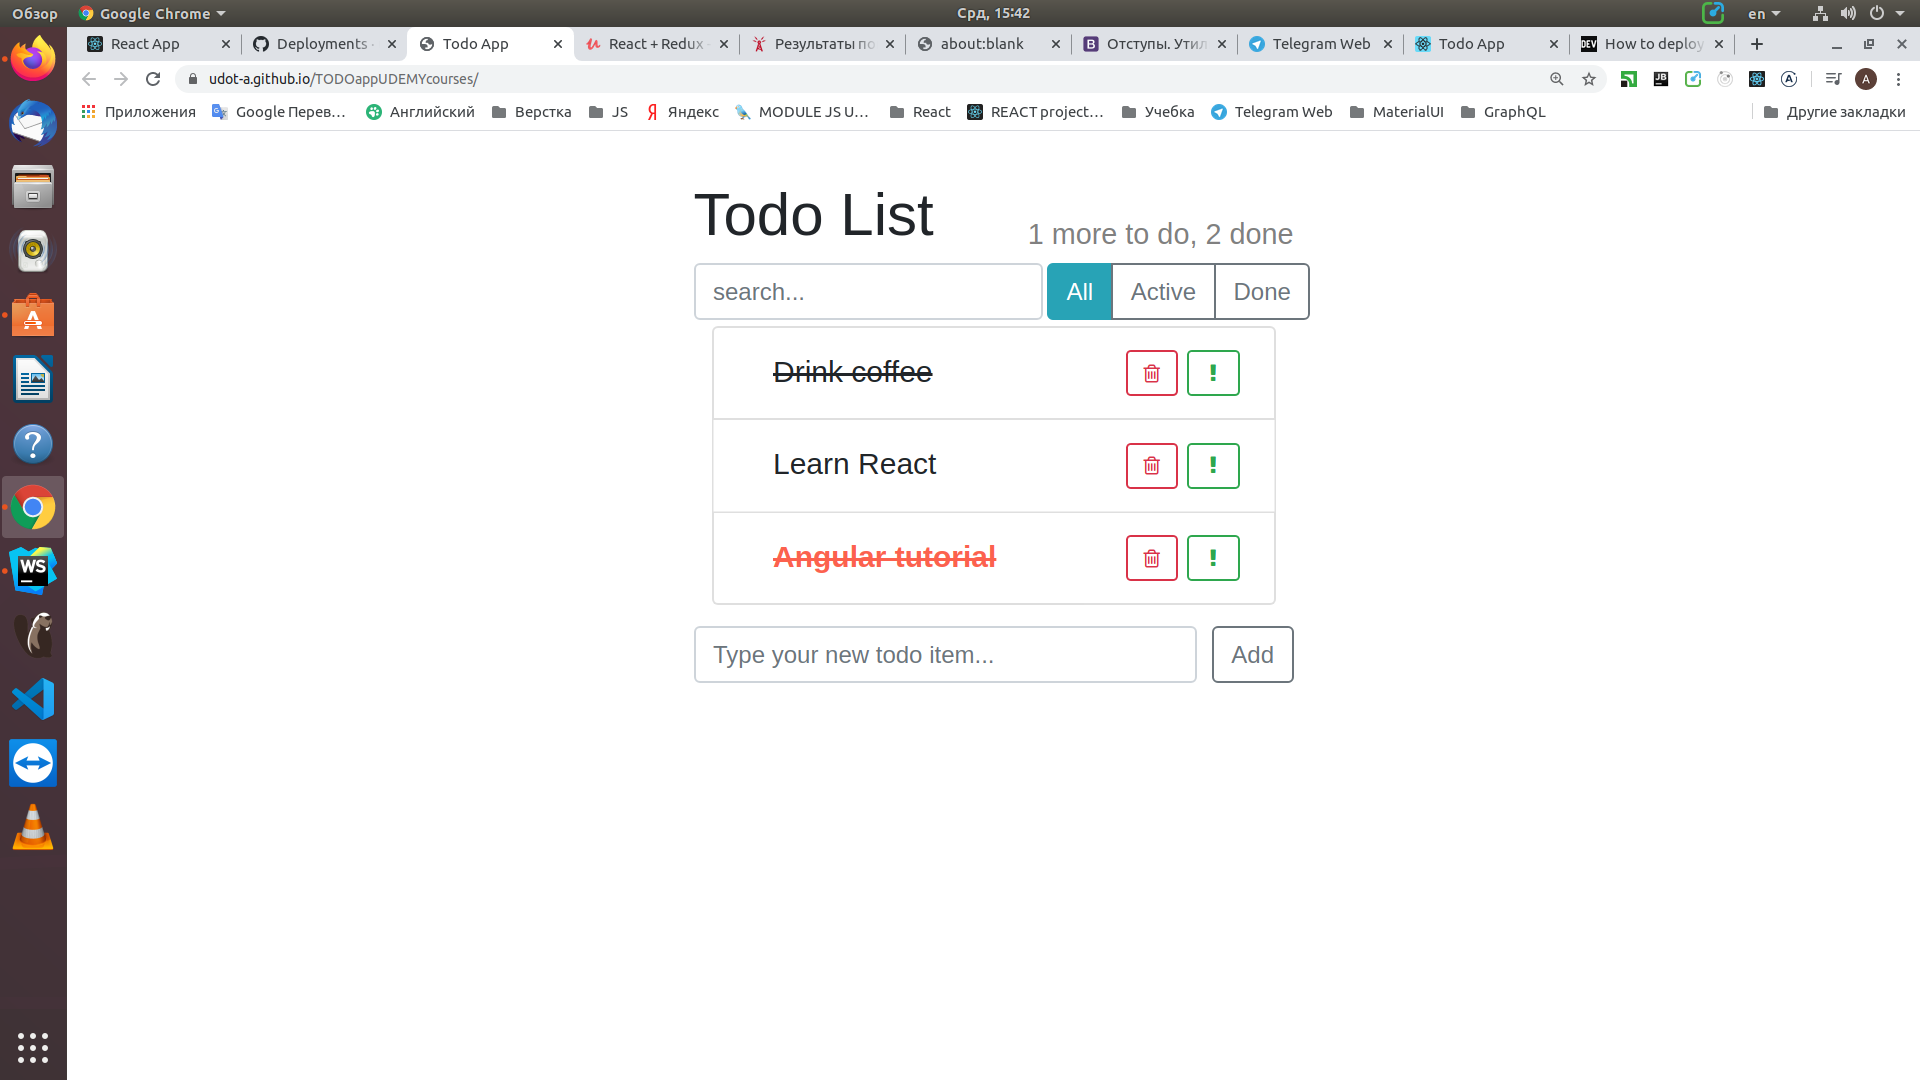 Обзор
Google Chrome
Срд, 15:42
en
React App
Deployments
Todo App
React + Redux
Результаты по
about:blank
Отступы. Утил
Telegram Web
Todo App
How to deploy
udot-a.github.io/TODOappUDEMYcourses/
Приложения
Google Перев...
Английский
Верстка
JS
Яндекс
MODULE JS U...
React
REACT project...
Учебка
Telegram Web
MaterialUI
GraphQL
Другие закладки
Todo List
1 more to do, 2 done
search...
All
Active
Done
Drink coffee
Learn React
Angular tutorial
Type your new todo item...
Add